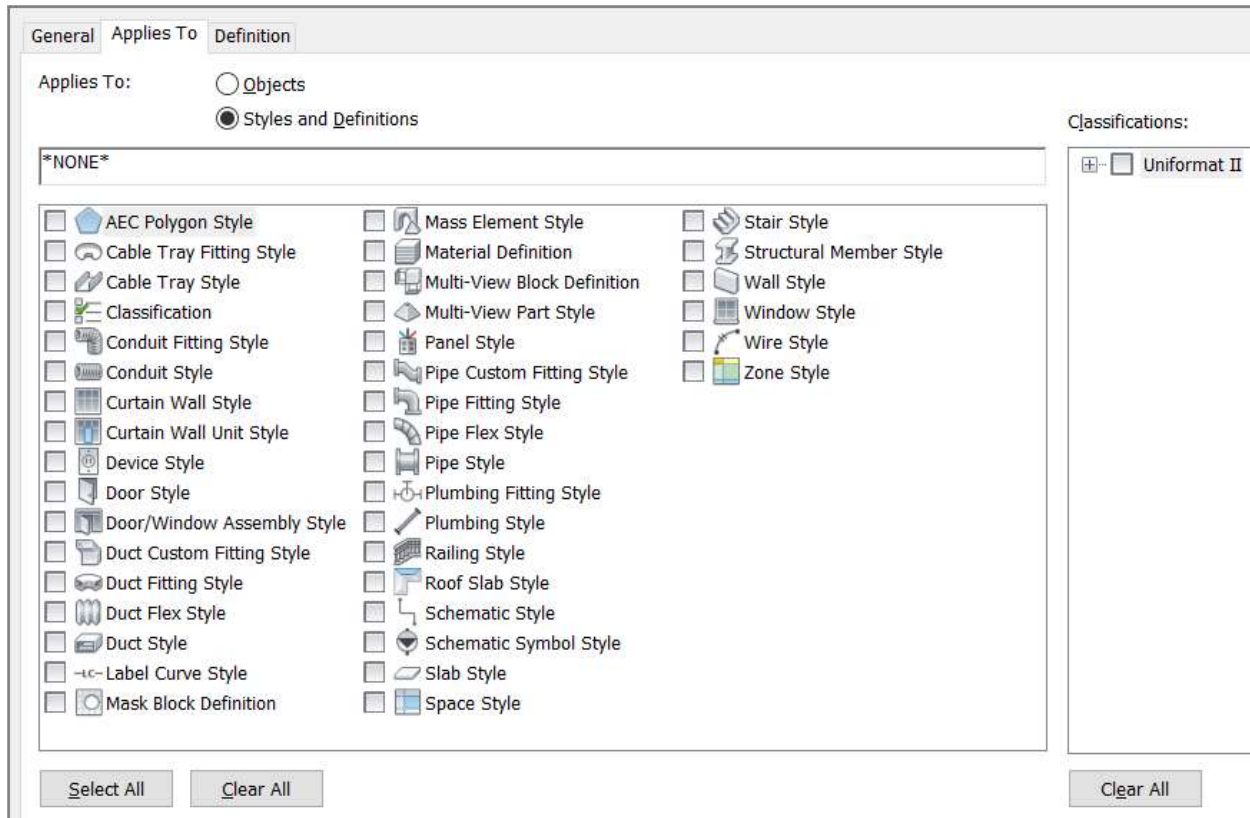 General Applies To Definition
Applies To:
Objects
Styles and Definitions
Classifications:
*NONE*
Uniformat II
AEC Polygon Style
Cable Tray Fitting Style
Cable Tray Style
Classification
Conduit Fitting Style
Conduit Style
Curtain Wall Style
Curtain Wall Unit Style
Device Style
Door Style
Door/Window Assembly Style
Duct Custom Fitting Style
Duct Fitting Style
Duct Flex Style
Duct Style
-LC- Label Curve Style
Mask Block Definition
Mass Element Style
Material Definition
Multi-View Block Definition
Multi-View Part Style
Panel Style
Pipe Custom Fitting Style
Pipe Fitting Style
Pipe Flex Style
Pipe Style
Plumbing Fitting Style
Plumbing Style
Railing Style
Roof Slab Style
Schematic Style
Schematic Symbol Style
Slab Style
Space Style
Stair Style
Structural Member Style
Wall Style
Window Style
Wire Style
Zone Style
Select All
Clear All
Clear All